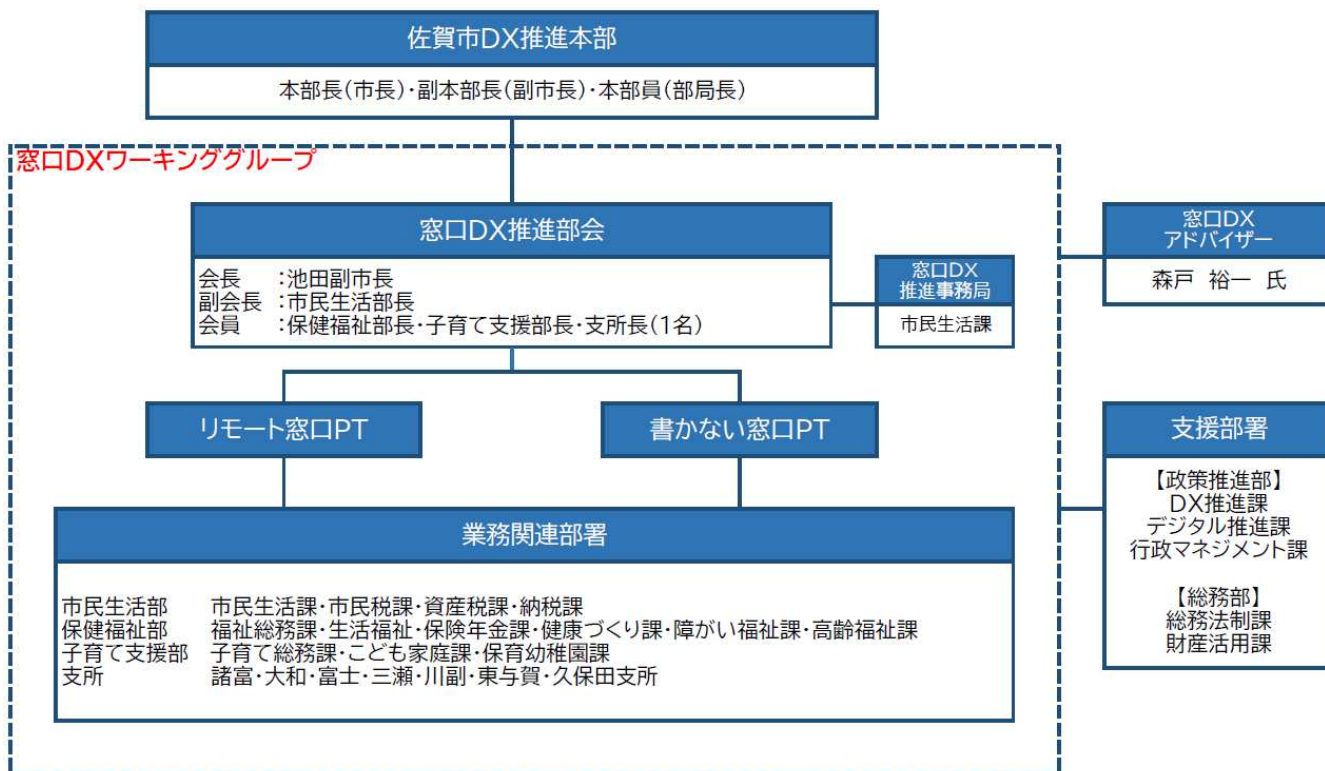 佐賀市DX推進本部
本部長(市長)・副本部長(副市長)・本部員(部局長)
窓口DXワーキンググループ
窓口DX推進部会
会長　：池田副市長
副会長：市民生活部長
会員　：保健福祉部長・子育て支援部長・支所長(1名)
窓口DX
推進事務局
市民生活課
窓口DX
アドバイザー
森戸 裕一 氏
リモート窓口PT
書かない窓口PT
業務関連部署
市民生活部　市民生活課・市民税課・資産税課・納税課
保健福祉部　福祉総務課・生活福祉・保険年金課・健康づくり課・障がい福祉課・高齢福祉課
子育て支援部　子育て総務課・こども家庭課・保育幼稚園課
支所　諸富・大和・富士・三瀬・川副・東与賀・久保田支所
支援部署
【政策推進部】
DX推進課
デジタル推進課
行政マネジメント課
【総務部】
総務法制課
財産活用課